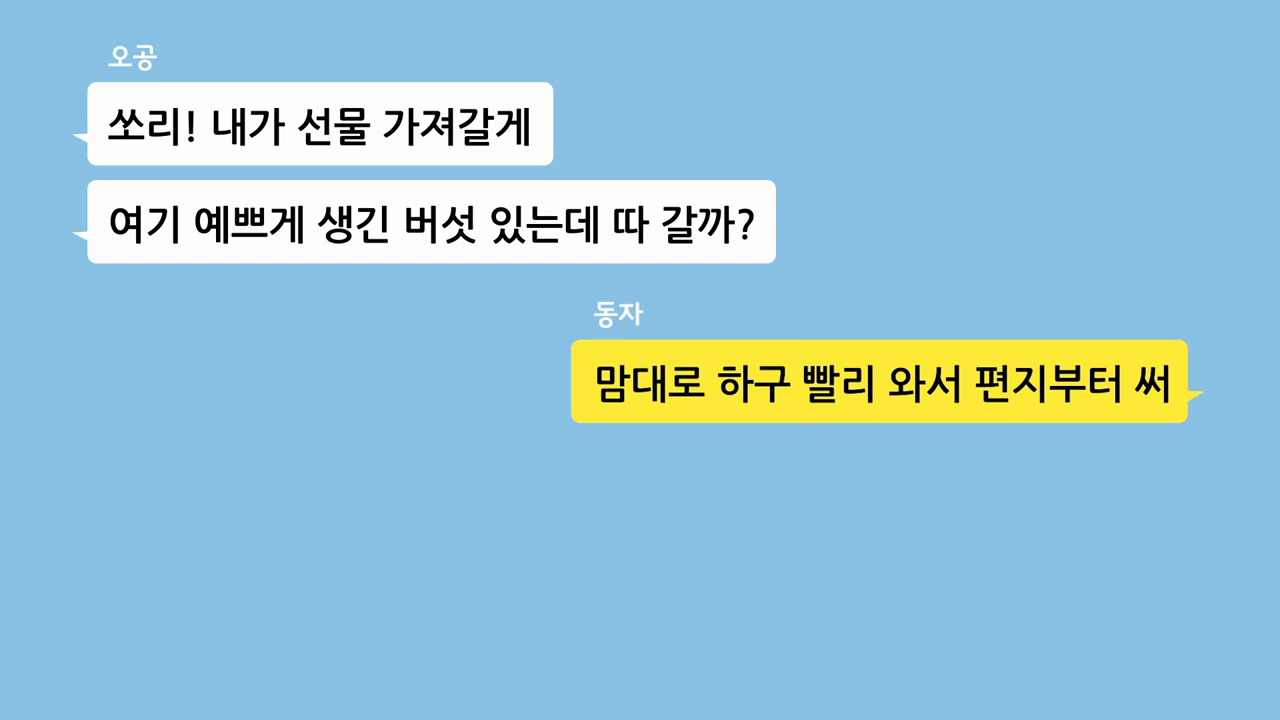 오공
쏘리! 내가 선물 가져갈게
여기 예쁘게 생긴 버섯 있는데 따 갈까?
동자
맘대로 하구 빨리 와서 편지부터 써